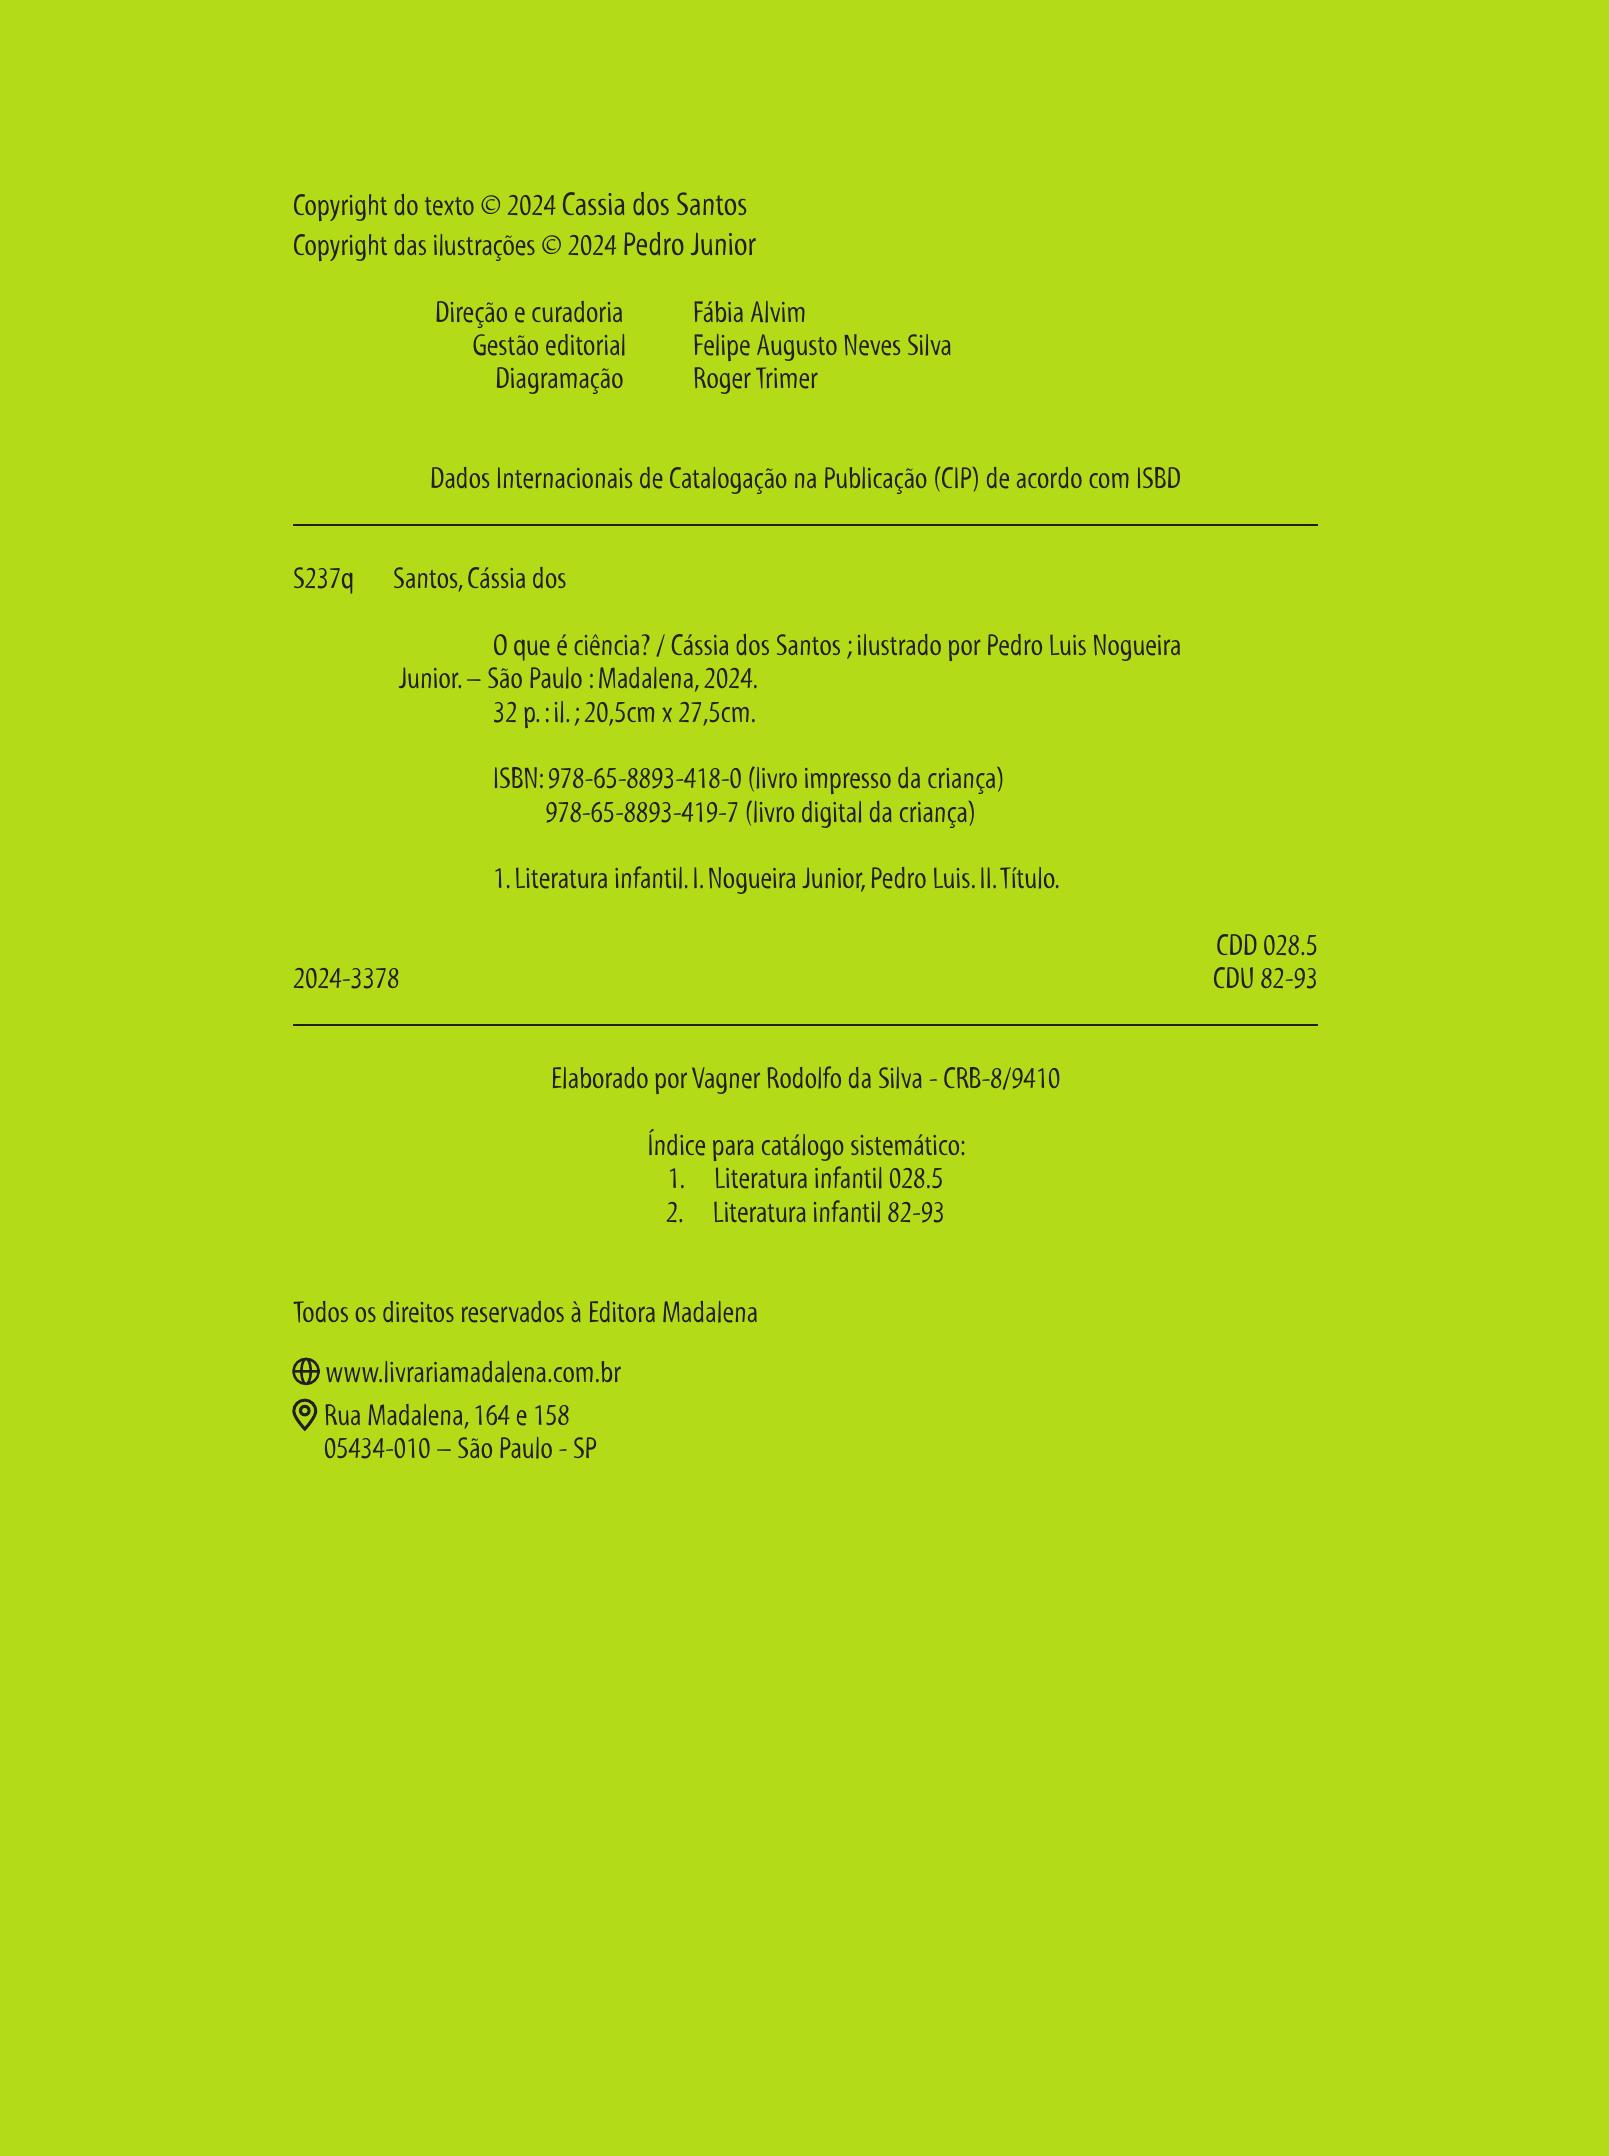 Copyright do texto © 2024 Cassia dos Santos
Copyright das ilustrações © 2024 Pedro Junior
Direção e curadoria Fábia Alvim
Gestão editorial Felipe Augusto Neves Silva
Diagramação Roger Trimer
Dados Internacionais de Catalogação na Publicação (CIP) de acordo com ISBD
S237q Santos, Cássia dos
O que é ciência? / Cássia dos Santos ; ilustrado por Pedro Luis Nogueira
Junior. – São Paulo : Madalena, 2024.
32 p. : il. ; 20,5cm x 27,5cm.
ISBN: 978-65-8893-418-0 (livro impresso da criança)
978-65-8893-419-7 (livro digital da criança)
1. Literatura infantil. I. Nogueira Junior, Pedro Luis. II. Título.
CDD 028.5
2024-3378 CDU 82-93
Elaborado por Vagner Rodolfo da Silva - CRB-8/9410
Índice para catálogo sistemático:
1. Literatura infantil 028.5
2. Literatura infantil 82-93
Todos os direitos reservados à Editora Madalena
www.livrariamadalena.com.br
Rua Madalena, 164 e 158
05434-010 – São Paulo - SP